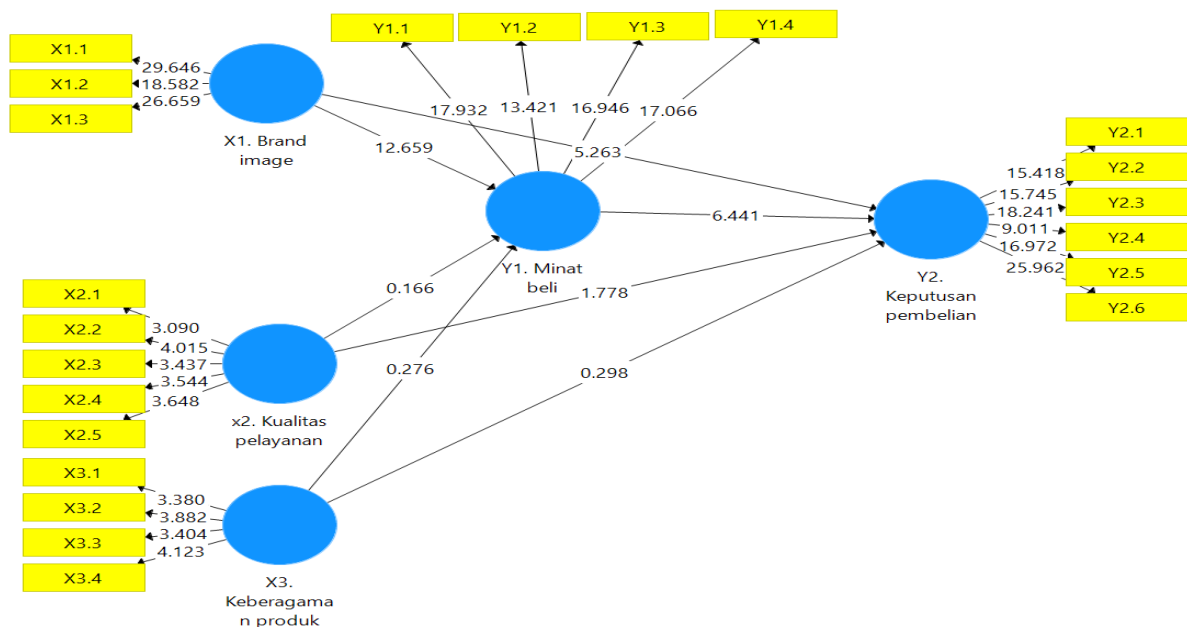 Y1.1
Y1.2
Y1.3
Y1.4
X1.1
X1.2
X1.3
29.646
18.582
26.659
X1. Brand
image
17.932
13.421
16.946
17.066
12.659
5.263
Y1. Minat
beli
6.441
0.166
1.778
0.276
0.298
15.418
15.745
18.241
9.011
16.972
25.962
Y2.1
Y2.2
Y2.3
Y2.4
Y2.5
Y2.6
Y2.
Keputusan
pembelian
X2.1
X2.2
X2.3
X2.4
X2.5
3.090
4.015
3.437
3.544
3.648
x2. Kualitas
pelayanan
X3.1
X3.2
X3.3
X3.4
3.380
3.882
3.404
4.123
X3.
Keberagama
n produk